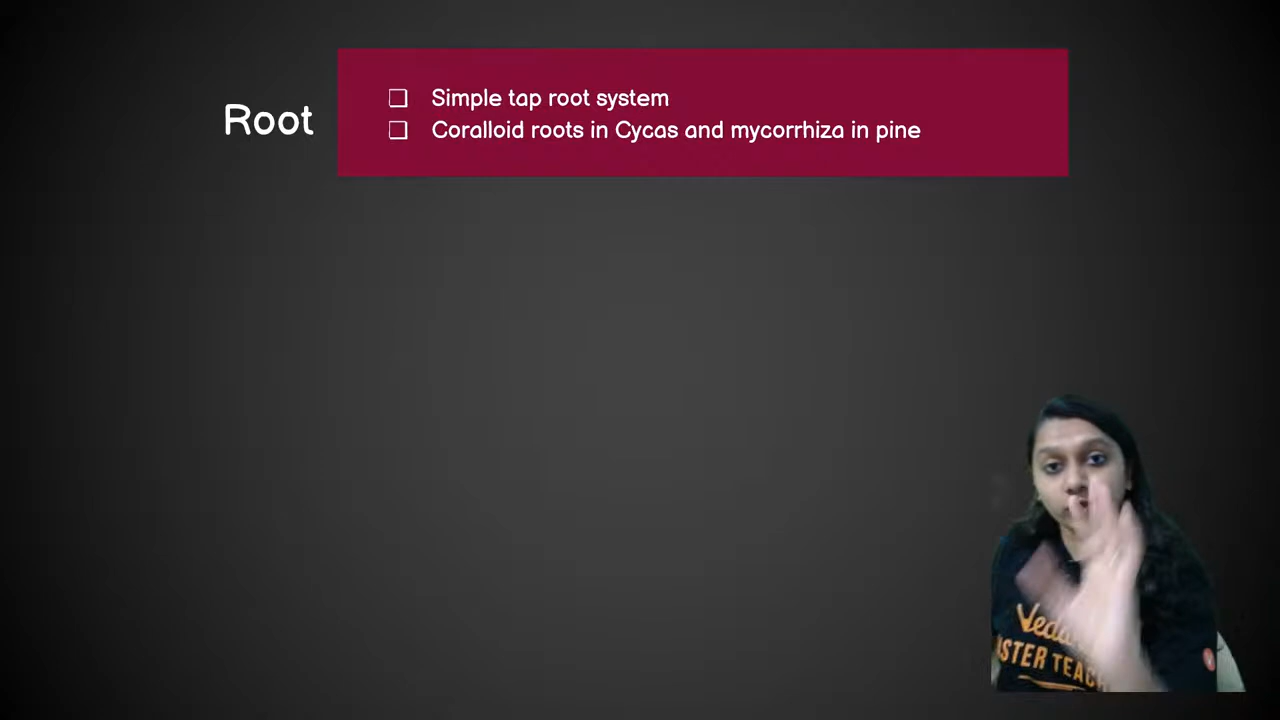 Root
❏ Simple tap root system
❏ Coralloid roots in Cycas and mycorrhiza in pine